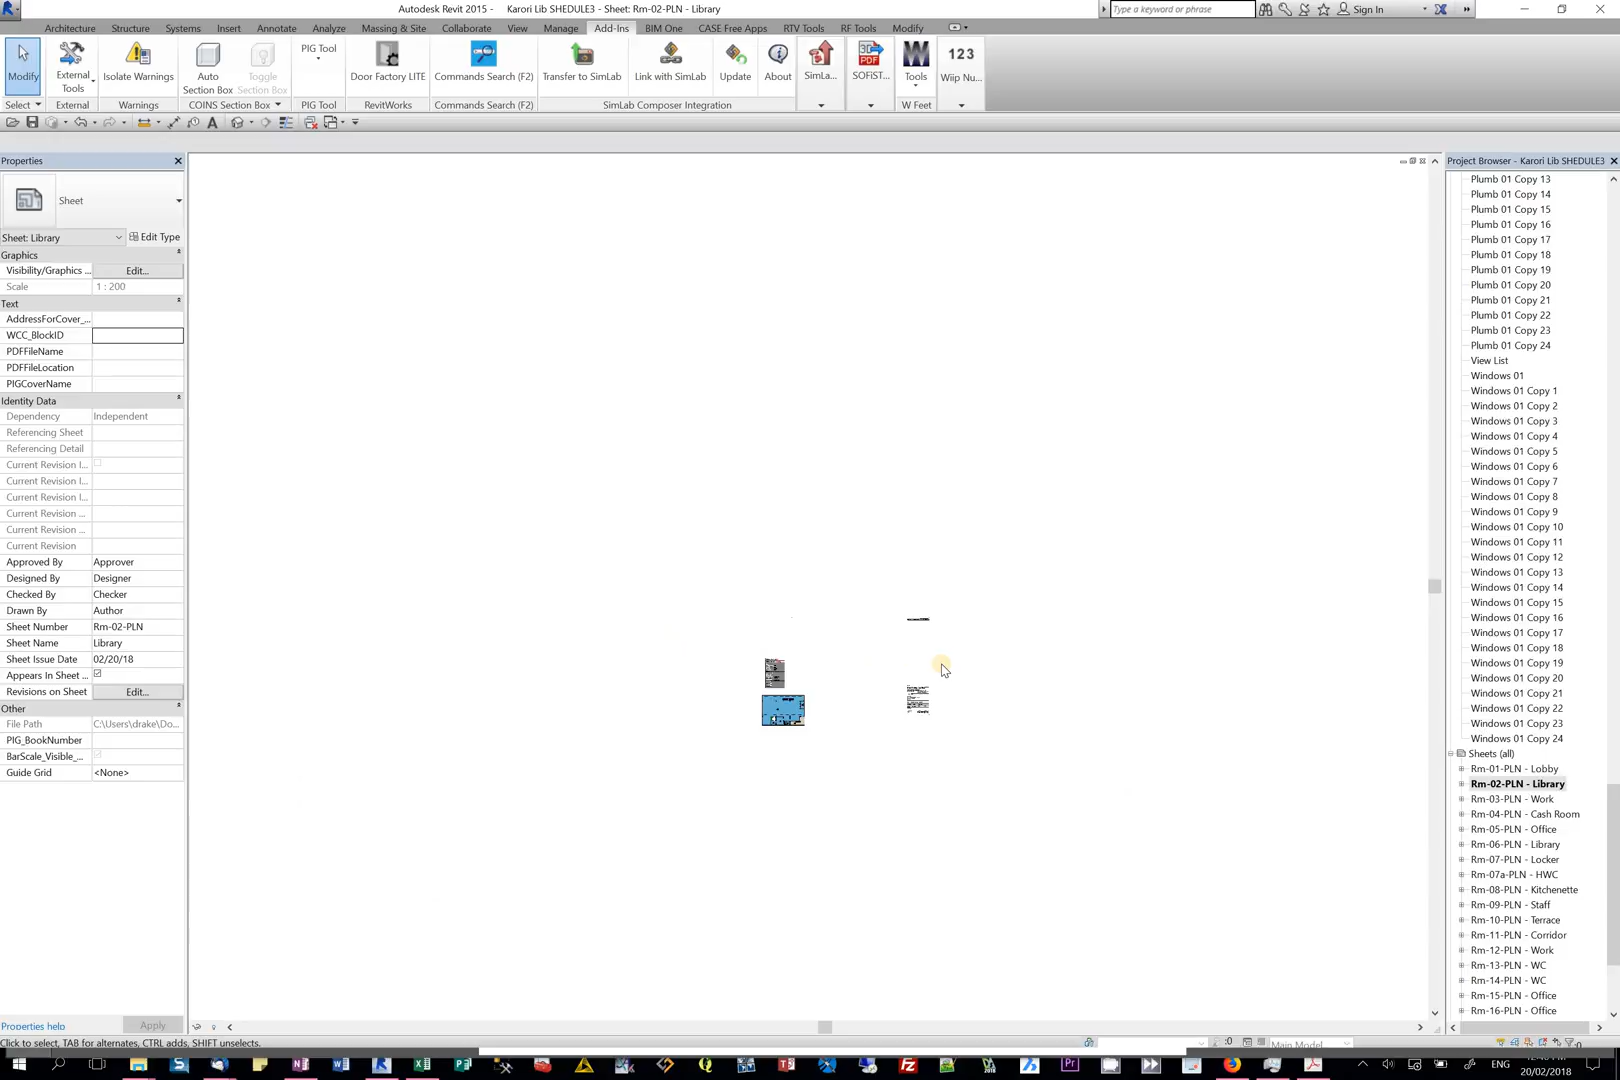 Autodesk Revit 2015 - Karori Lib SHEDULE3 - Sheet: Rm-02-PLN - Library
Type a keyword or phrase
Sign In
Architecture Structure Systems Insert Annotate Analyze Massing & Site Collaborate View Manage Add-Ins BIM One CASE Free Apps RTV Tools RF Tools Modify
Modify
External Tools
Isolate Warnings
Auto Section Box
Toggle Section Box
PIG Tool
Door Factory LITE
Commands Search (F2)
Transfer to SimLab
Link with SimLab
Update
About
SimLa...
SOFiST...
Tools
123
Wiip Nu...
Select External Warnings COINS Section Box PIG Tool RevitWorks Commands Search (F2) SimLab Composer Integration W Feet
Properties
Sheet
Sheet: Library Edit Type
Graphics
Visibility/Graphics ... Edit...
Scale 1 : 200
Text
AddressForCover_...
WCC_BlockID
PDFFileName
PDFFileLocation
PIGCoverName
Identity Data
Dependency Independent
Referencing Sheet
Referencing Detail
Current Revision I...
Current Revision I...
Current Revision I...
Current Revision ...
Current Revision ...
Current Revision
Approved By Approver
Designed By Designer
Checked By Checker
Drawn By Author
Sheet Number Rm-02-PLN
Sheet Name Library
Sheet Issue Date 02/20/18
Appears In Sheet ...
Revisions on Sheet Edit...
Other
File Path C:\Users\drake\Do...
PIG_BookNumber
BarScale_Visible_...
Guide Grid <None>
Properties help Apply
Project Browser - Karori Lib SHEDULE3
Plumb 01 Copy 13
Plumb 01 Copy 14
Plumb 01 Copy 15
Plumb 01 Copy 16
Plumb 01 Copy 17
Plumb 01 Copy 18
Plumb 01 Copy 19
Plumb 01 Copy 20
Plumb 01 Copy 21
Plumb 01 Copy 22
Plumb 01 Copy 23
Plumb 01 Copy 24
View List
Windows 01
Windows 01 Copy 1
Windows 01 Copy 2
Windows 01 Copy 3
Windows 01 Copy 4
Windows 01 Copy 5
Windows 01 Copy 6
Windows 01 Copy 7
Windows 01 Copy 8
Windows 01 Copy 9
Windows 01 Copy 10
Windows 01 Copy 11
Windows 01 Copy 12
Windows 01 Copy 13
Windows 01 Copy 14
Windows 01 Copy 15
Windows 01 Copy 16
Windows 01 Copy 17
Windows 01 Copy 18
Windows 01 Copy 19
Windows 01 Copy 20
Windows 01 Copy 21
Windows 01 Copy 22
Windows 01 Copy 23
Windows 01 Copy 24
Sheets (all)
Rm-01-PLN - Lobby
Rm-02-PLN - Library
Rm-03-PLN - Work
Rm-04-PLN - Cash Room
Rm-05-PLN - Office
Rm-06-PLN - Library
Rm-07-PLN - Locker
Rm-07a-PLN - HWC
Rm-08-PLN - Kitchenette
Rm-09-PLN - Staff
Rm-10-PLN - Terrace
Rm-11-PLN - Corridor
Rm-12-PLN - Work
Rm-13-PLN - WC
Rm-14-PLN - WC
Rm-15-PLN - Office
Rm-16-PLN - Office
Click to select, TAB for alternates, CTRL adds, SHIFT unselects.
:0 Main Model :0
ENG
20/02/2018